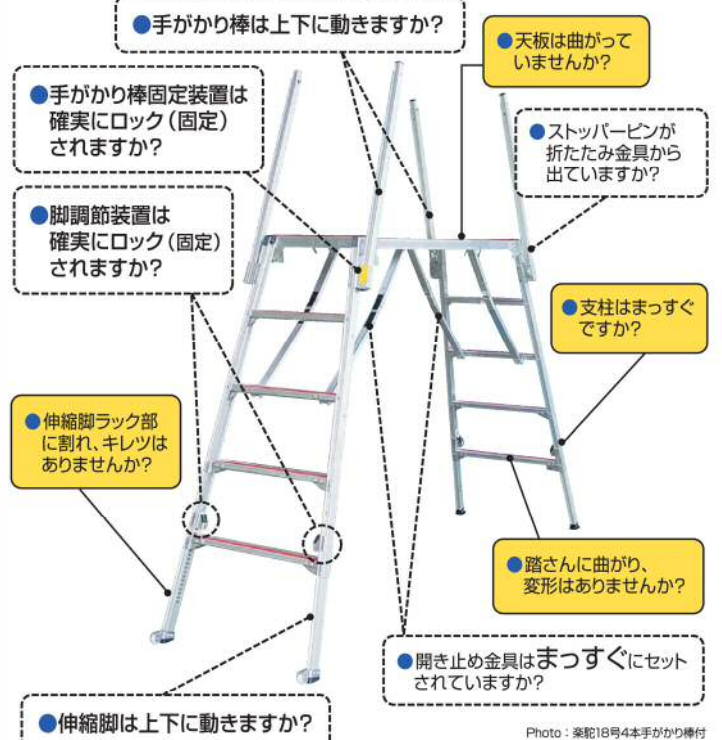 ●手がかり棒は上下に動きますか?
●天板は曲がって
いませんか?
●手がかり棒固定装置は
確実にロック(固定)
されますか?
●ストッパーピンが
折たたみ金具から
出ていますか?
●脚調節装置は
確実にロック(固定)
されますか?
●支柱はまっすぐ
ですか?
●伸縮脚ラック部
に割れ、キレツは
ありませんか?
●踏さんに曲がり、
変形はありませんか?
●開き止め金具はまっすぐにセット
されていますか?
●伸縮脚は上下に動きますか?
Photo:楽駝18号4本手がかり棒付